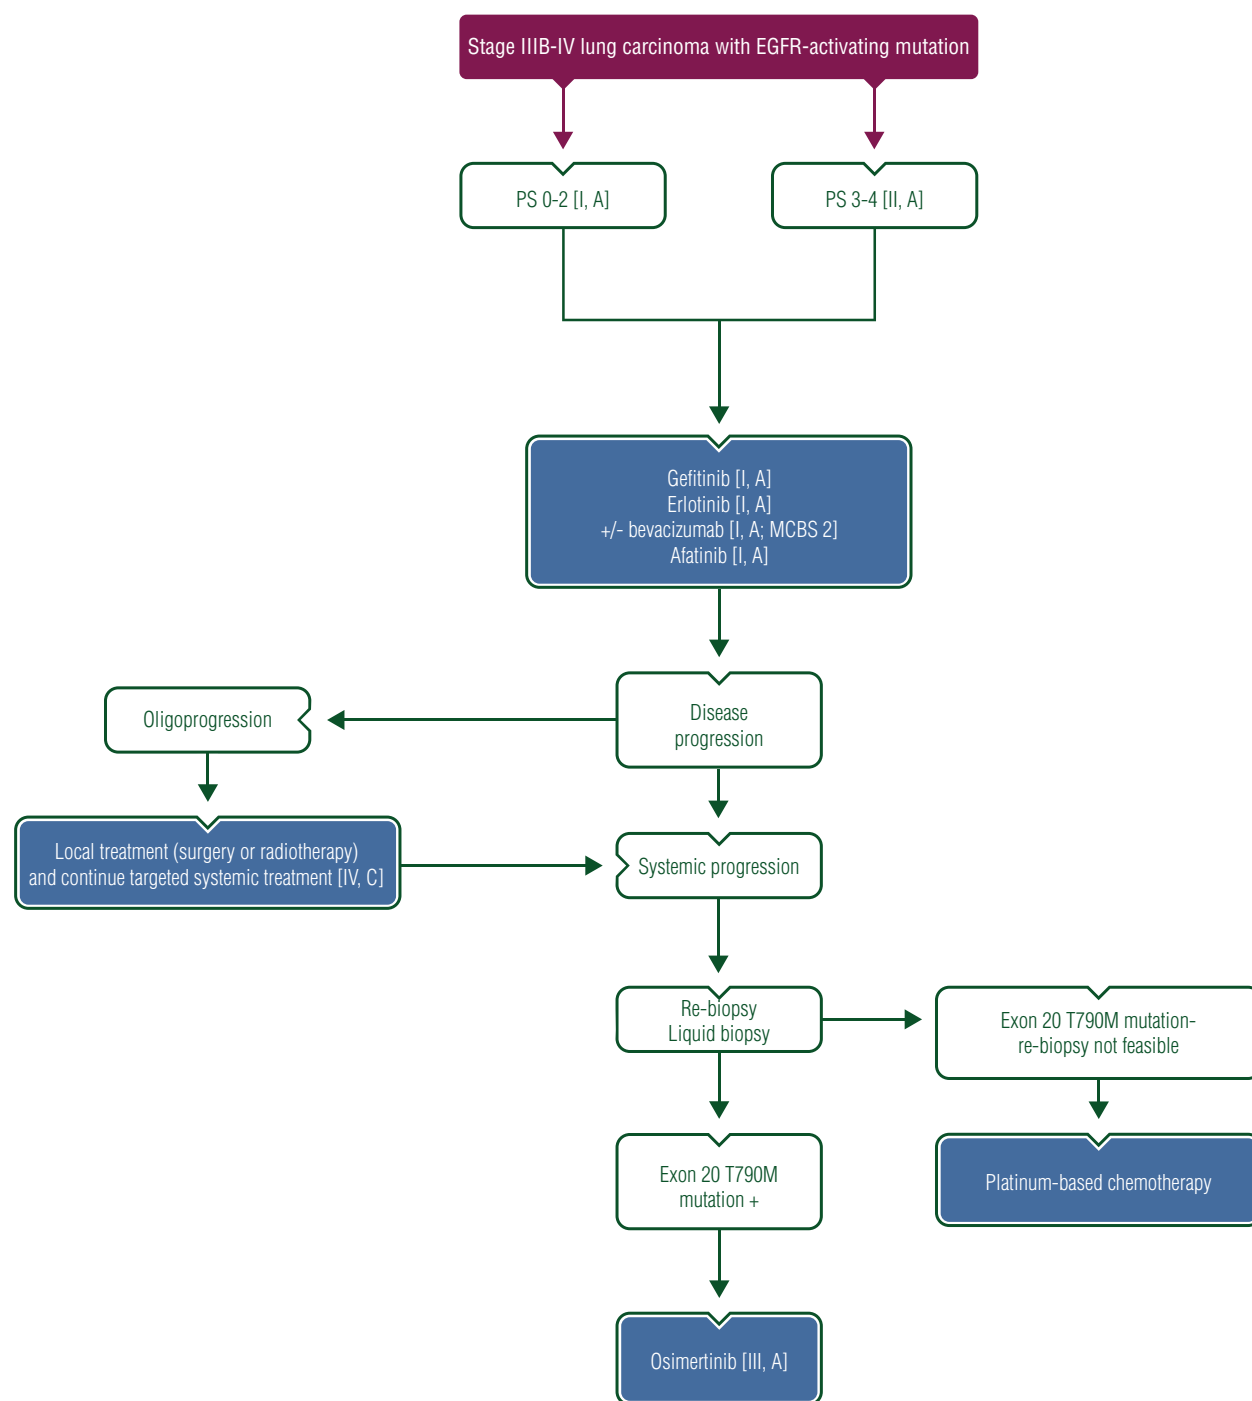 Stage IIIB-IV lung carcinoma with EGFR-activating mutation
PS 0-2 [I, A]
PS 3-4 [II, A]
Gefitinib [I, A]
Erlotinib [I, A]
+/- bevacizumab [I, A; MCBS 2]
Afatinib [I, A]
Disease
progression
Oligoprogression
Local treatment (surgery or radiotherapy)
and continue targeted systemic treatment [IV, C]
Systemic progression
Re-biopsy
Liquid biopsy
Exon 20 T790M mutation-
re-biopsy not feasible
Exon 20 T790M
mutation +
Platinum-based chemotherapy
Osimertinib [III, A]